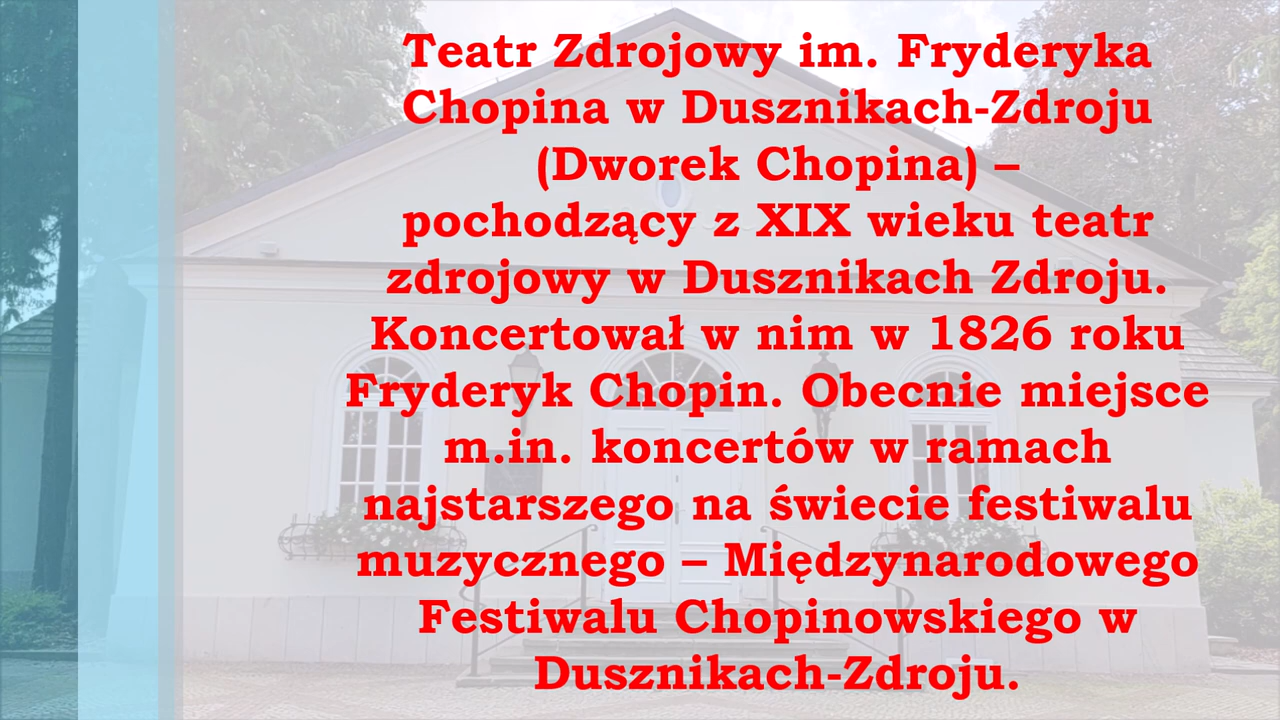 Teatr Zdrojowy im. Fryderyka
Chopina w Dusznikach-Zdroju
(Dworek Chopina) –
pochodzący z XIX wieku teatr
zdrojowy w Dusznikach Zdroju.
Koncertował w nim w 1826 roku
Fryderyk Chopin. Obecnie miejsce
m.in. koncertów w ramach
najstarszego na świecie festiwalu
muzycznego – Międzynarodowego
Festiwalu Chopinowskiego w
Dusznikach-Zdroju.